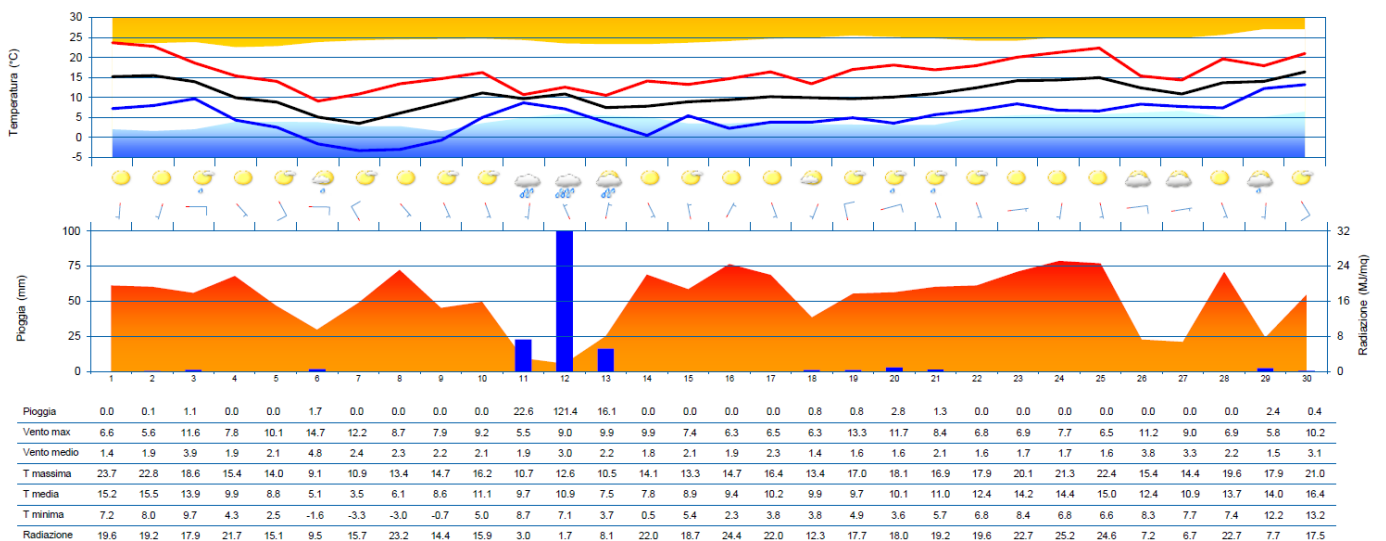 30
25
20
15
10
5
0
-5
Temperatura (°C)
100
75
50
25
0
Pioggia (mm)
32
24
16
8
0
Radiazione (MJ/mq)
1 2 3 4 5 6 7 8 9 10 11 12 13 14 15 16 17 18 19 20 21 22 23 24 25 26 27 28 29 30
Pioggia 0.0 0.1 1.1 0.0 0.0 1.7 0.0 0.0 0.0 0.0 22.6 121.4 16.1 0.0 0.0 0.0 0.0 0.8 0.8 2.8 1.3 0.0 0.0 0.0 0.0 0.0 0.0 0.0 2.4 0.4
Vento max 6.6 5.6 11.6 7.8 10.1 14.7 12.2 8.7 7.9 9.2 5.5 9.0 9.9 9.9 7.4 6.3 6.5 6.3 13.3 11.7 8.4 6.8 6.9 7.7 6.5 11.2 9.0 6.9 5.8 10.2
Vento medio 1.4 1.9 3.9 1.9 2.1 4.8 2.4 2.3 2.2 2.1 1.9 3.0 2.2 1.8 2.1 1.9 2.3 1.4 1.6 1.6 2.1 1.6 1.7 1.7 1.6 3.8 3.3 2.2 1.5 3.1
T massima 23.7 22.8 18.6 15.4 14.0 9.1 10.9 13.4 14.7 16.2 10.7 12.6 10.5 14.1 13.3 14.7 16.4 13.4 17.0 18.1 16.9 17.9 20.1 21.3 22.4 15.4 14.4 19.6 17.9 21.0
T media 15.2 15.5 13.9 9.9 8.8 5.1 3.5 6.1 8.6 11.1 9.7 10.9 7.5 7.8 8.9 9.4 10.2 9.9 9.7 10.1 11.0 12.4 14.2 14.4 15.0 12.4 10.9 13.7 14.0 16.4
T minima 7.2 8.0 9.7 4.3 2.5 -1.6 -3.3 -3.0 -0.7 5.0 8.7 7.1 3.7 0.5 5.4 2.3 3.8 3.8 4.9 3.6 5.7 6.8 8.4 6.8 6.6 8.3 7.7 7.4 12.2 13.2
Radiazione 19.6 19.2 17.9 21.7 15.1 9.5 15.7 23.2 14.4 15.9 3.0 1.7 8.1 22.0 18.7 24.4 22.0 12.3 17.7 18.0 19.2 19.6 22.7 25.2 24.6 7.2 6.7 22.7 7.7 17.5